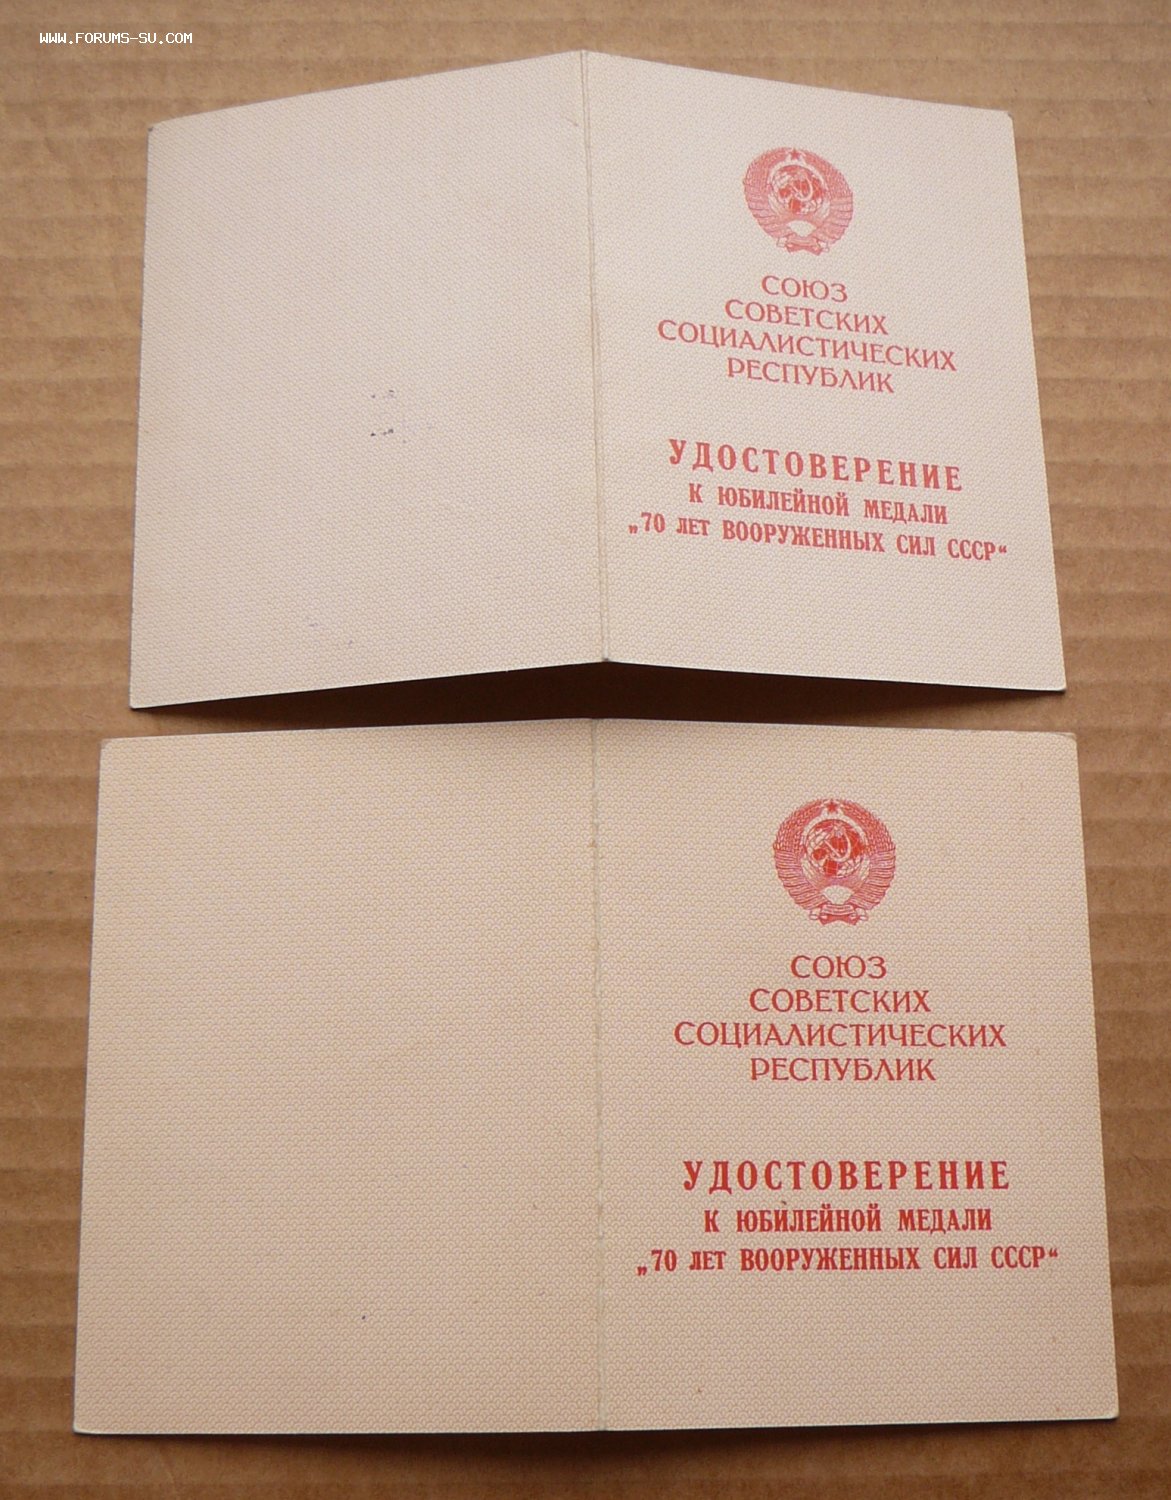 www.forums-su.com
СОЮЗ
СОВЕТСКИХ
СОЦИАЛИСТИЧЕСКИХ
РЕСПУБЛИК
УДОСТОВЕРЕНИЕ
К ЮБИЛЕЙНОЙ МЕДАЛИ
„70 ЛЕТ ВООРУЖЕННЫХ СИЛ СССР“
СОЮЗ
СОВЕТСКИХ
СОЦИАЛИСТИЧЕСКИХ
РЕСПУБЛИК
УДОСТОВЕРЕНИЕ
К ЮБИЛЕЙНОЙ МЕДАЛИ
„70 ЛЕТ ВООРУЖЕННЫХ СИЛ СССР“